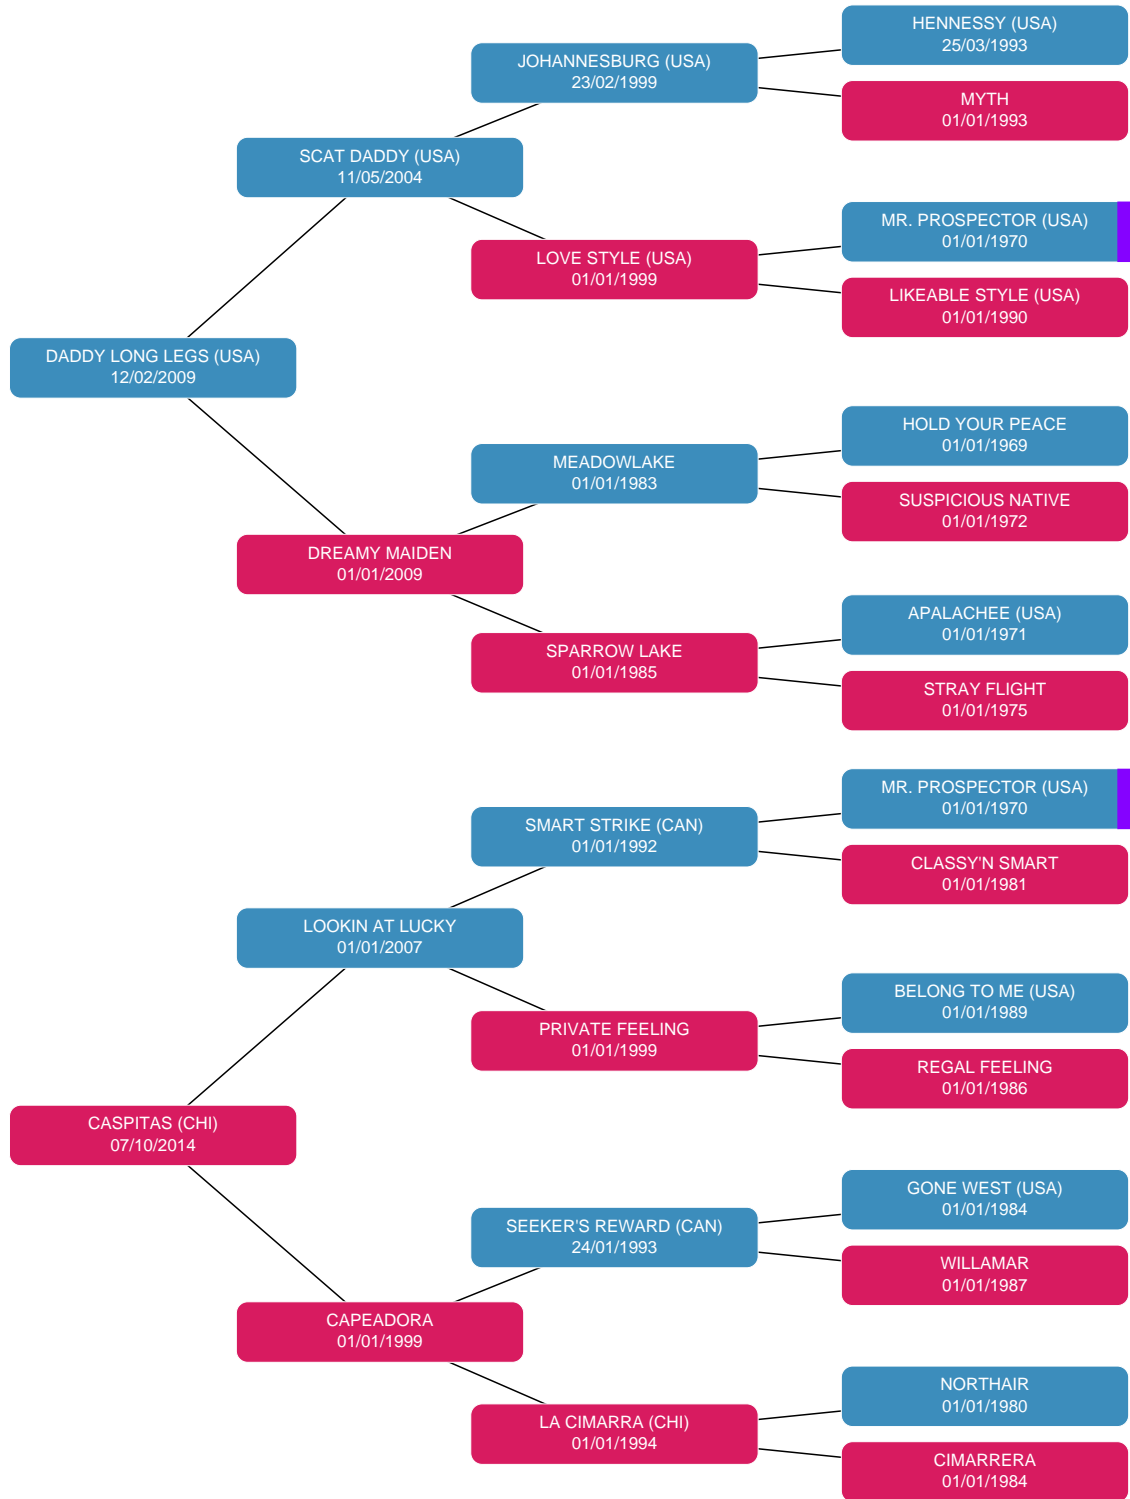 HENNESSY (USA)
25/03/1993
JOHANNESBURG (USA)
23/02/1999
MYTH
01/01/1993
SCAT DADDY (USA)
11/05/2004
MR. PROSPECTOR (USA)
01/01/1970
LOVE STYLE (USA)
01/01/1999
LIKEABLE STYLE (USA)
01/01/1990
DADDY LONG LEGS (USA)
12/02/2009
HOLD YOUR PEACE
01/01/1969
MEADOWLAKE
01/01/1983
SUSPICIOUS NATIVE
01/01/1972
DREAMY MAIDEN
01/01/2009
APALACHEE (USA)
01/01/1971
SPARROW LAKE
01/01/1985
STRAY FLIGHT
01/01/1975
MR. PROSPECTOR (USA)
01/01/1970
SMART STRIKE (CAN)
01/01/1992
CLASSY'N SMART
01/01/1981
LOOKIN AT LUCKY
01/01/2007
BELONG TO ME (USA)
01/01/1989
PRIVATE FEELING
01/01/1999
REGAL FEELING
01/01/1986
CASPITAS (CHI)
07/10/2014
GONE WEST (USA)
01/01/1984
SEEKER'S REWARD (CAN)
24/01/1993
WILLAMAR
01/01/1987
CAPEADORA
01/01/1999
NORTHAIR
01/01/1980
LA CIMARRA (CHI)
01/01/1994
CIMARRERA
01/01/1984